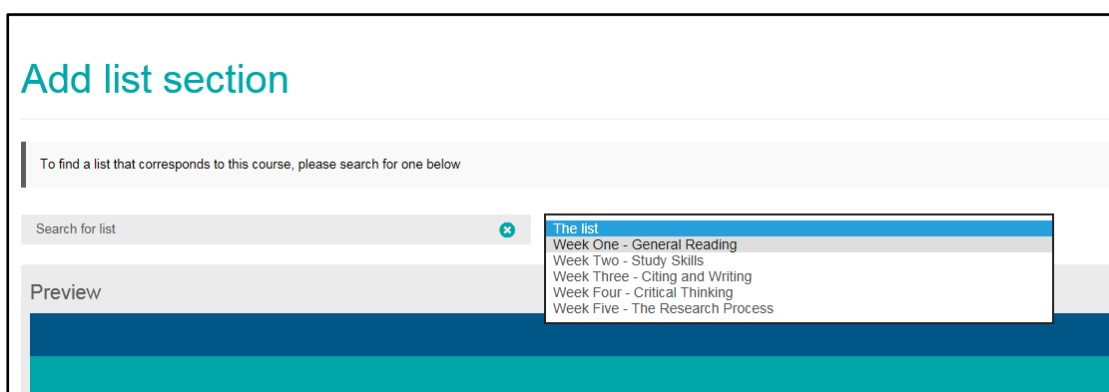 Add list section
To find a list that corresponds to this course, please search for one below
Search for list
The list
Week One - General Reading
Week Two - Study Skills
Week Three - Citing and Writing
Week Four - Critical Thinking
Week Five - The Research Process
Preview